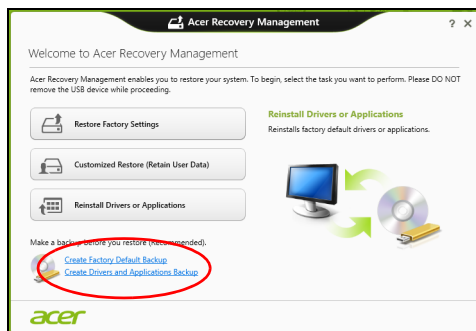 Acer Recovery Management
? X
Welcome to Acer Recovery Management
Acer Recovery Management enables you to restore your system. To begin, select the task you want to perform. Please DO NOT
remove the USB device while proceeding.
Restore Factory Settings
Customized Restore (Retain User Data)
Reinstall Drivers or Applications
Reinstall Drivers or Applications
Reinstalls factory default drivers or applications.
Make a backup before you restore (Recommended).
Create Factory Default Backup
Create Drivers and Applications Backup
acer